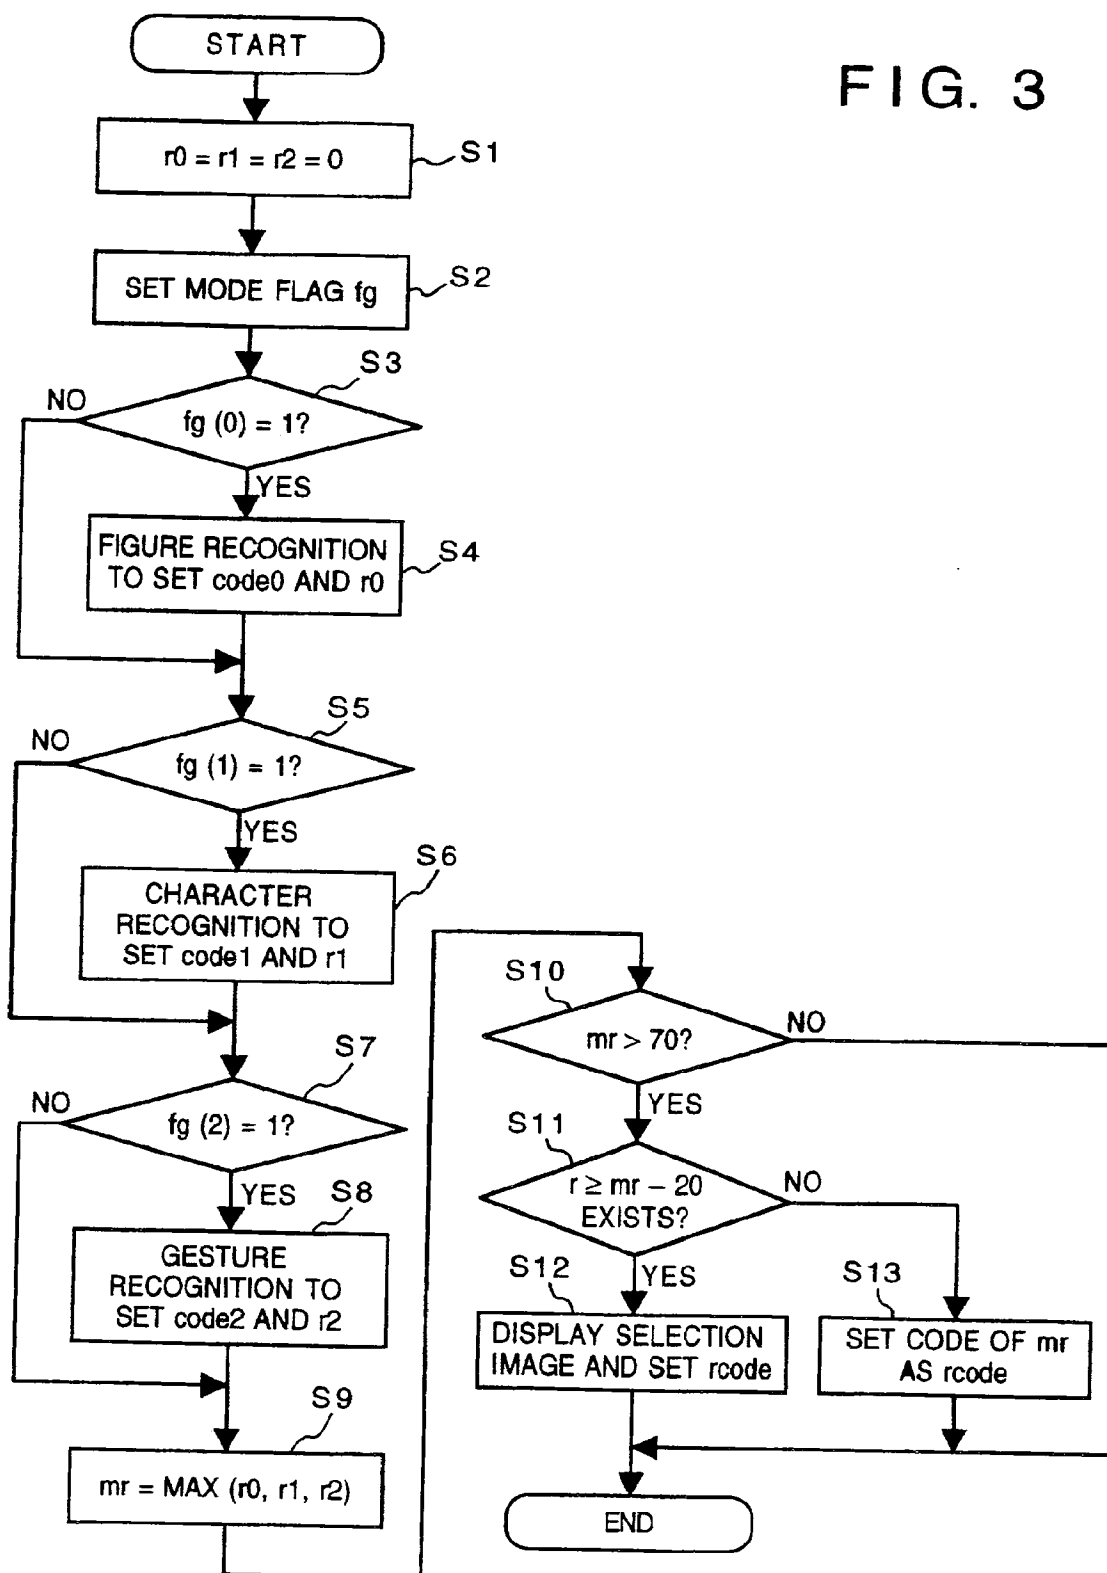 FIG. 3
START
r0 = r1 = r2 = 0
S1
SET MODE FLAG fg
S2
S3
NO
fg (0) = 1?
YES
FIGURE RECOGNITION
TO SET code0 AND r0
S4
S5
NO
fg (1) = 1?
YES
S6
CHARACTER
RECOGNITION TO
SET code1 AND r1
S7
NO
fg (2) = 1?
YES
S8
GESTURE
RECOGNITION TO
SET code2 AND r2
S9
mr = MAX (r0, r1, r2)
S10
mr > 70?
NO
YES
S11
r ≥ mr − 20
EXISTS?
NO
YES
S12
DISPLAY SELECTION
IMAGE AND SET rcode
S13
SET CODE OF mr
AS rcode
END